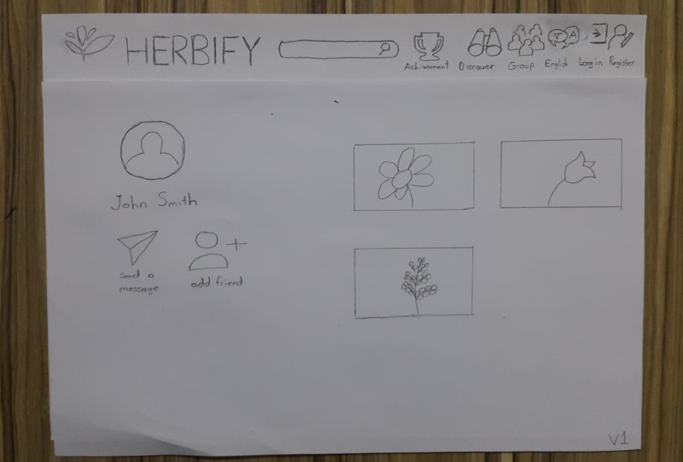 HERBIFY
Achievement Discover Group English Login Register
John Smith
send a
message
add friend
V1